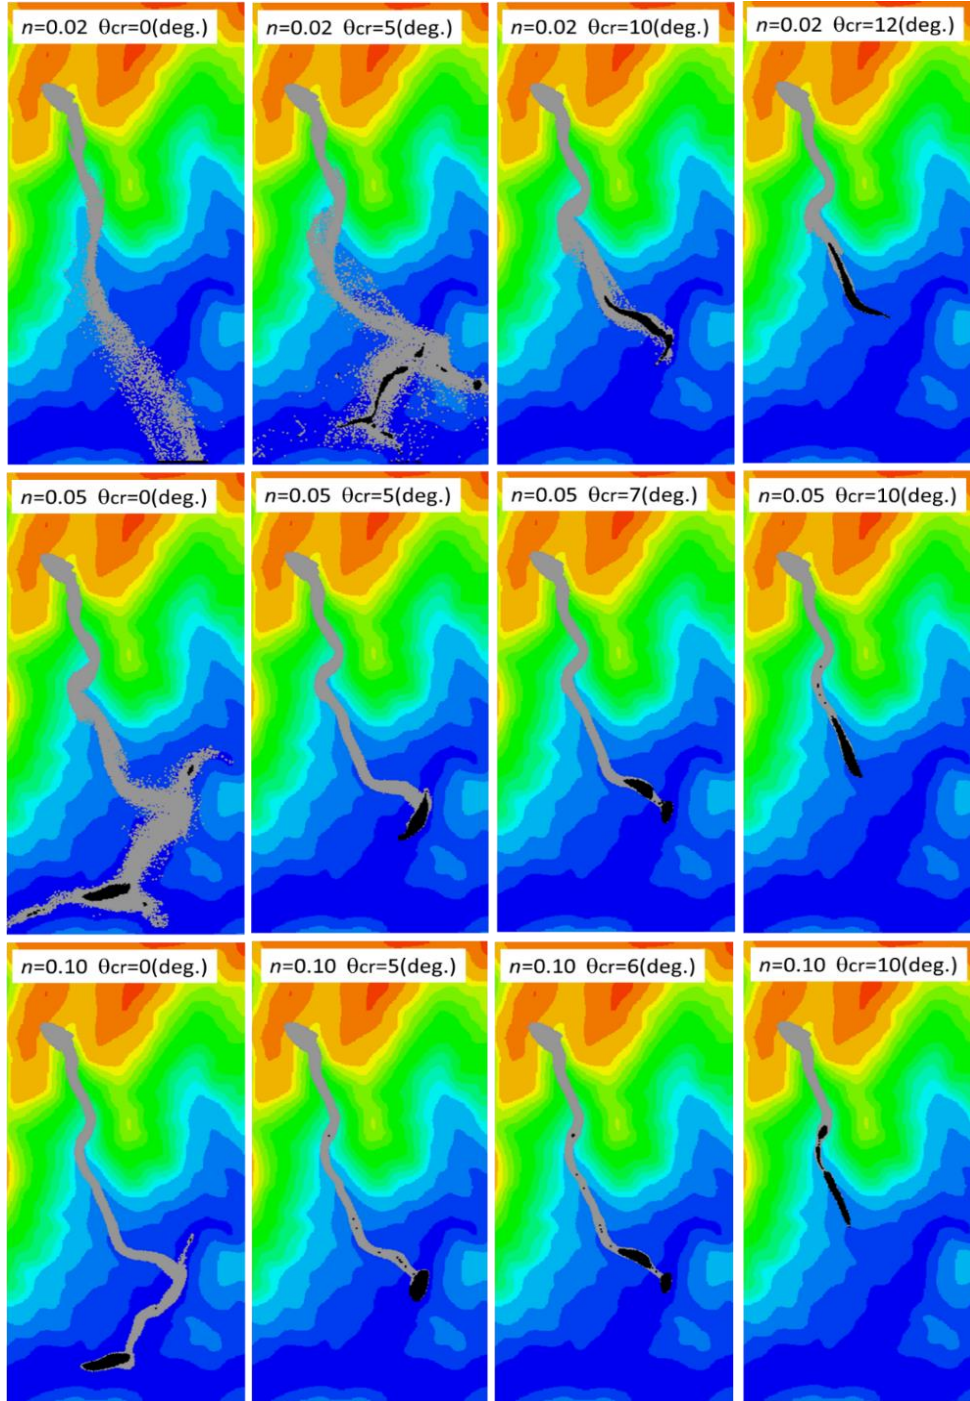 n=0.02 θcr=0(deg.)
n=0.02 θcr=5(deg.)
n=0.02 θcr=10(deg.)
n=0.02 θcr=12(deg.)
n=0.05 θcr=0(deg.)
n=0.05 θcr=5(deg.)
n=0.05 θcr=7(deg.)
n=0.05 θcr=10(deg.)
n=0.10 θcr=0(deg.)
n=0.10 θcr=5(deg.)
n=0.10 θcr=6(deg.)
n=0.10 θcr=10(deg.)